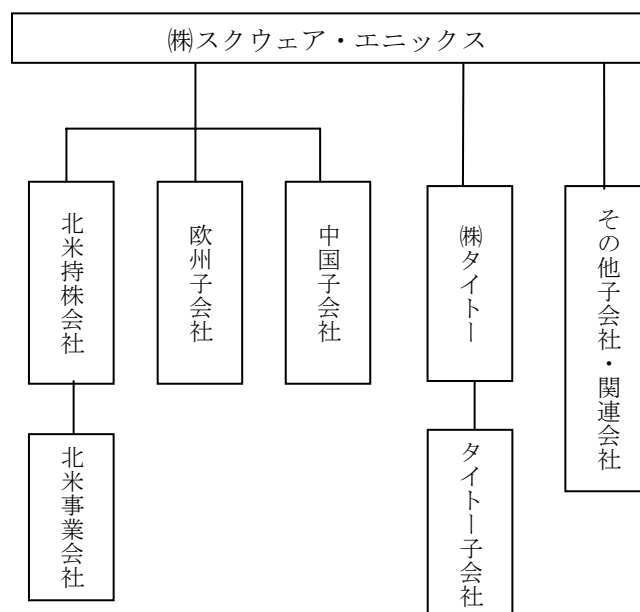 ㈱スクウェア・エニックス
北米持株会社
欧州子会社
中国子会社
㈱タイトー
その他子会社・関連会社
北米事業会社
タイトー子会社